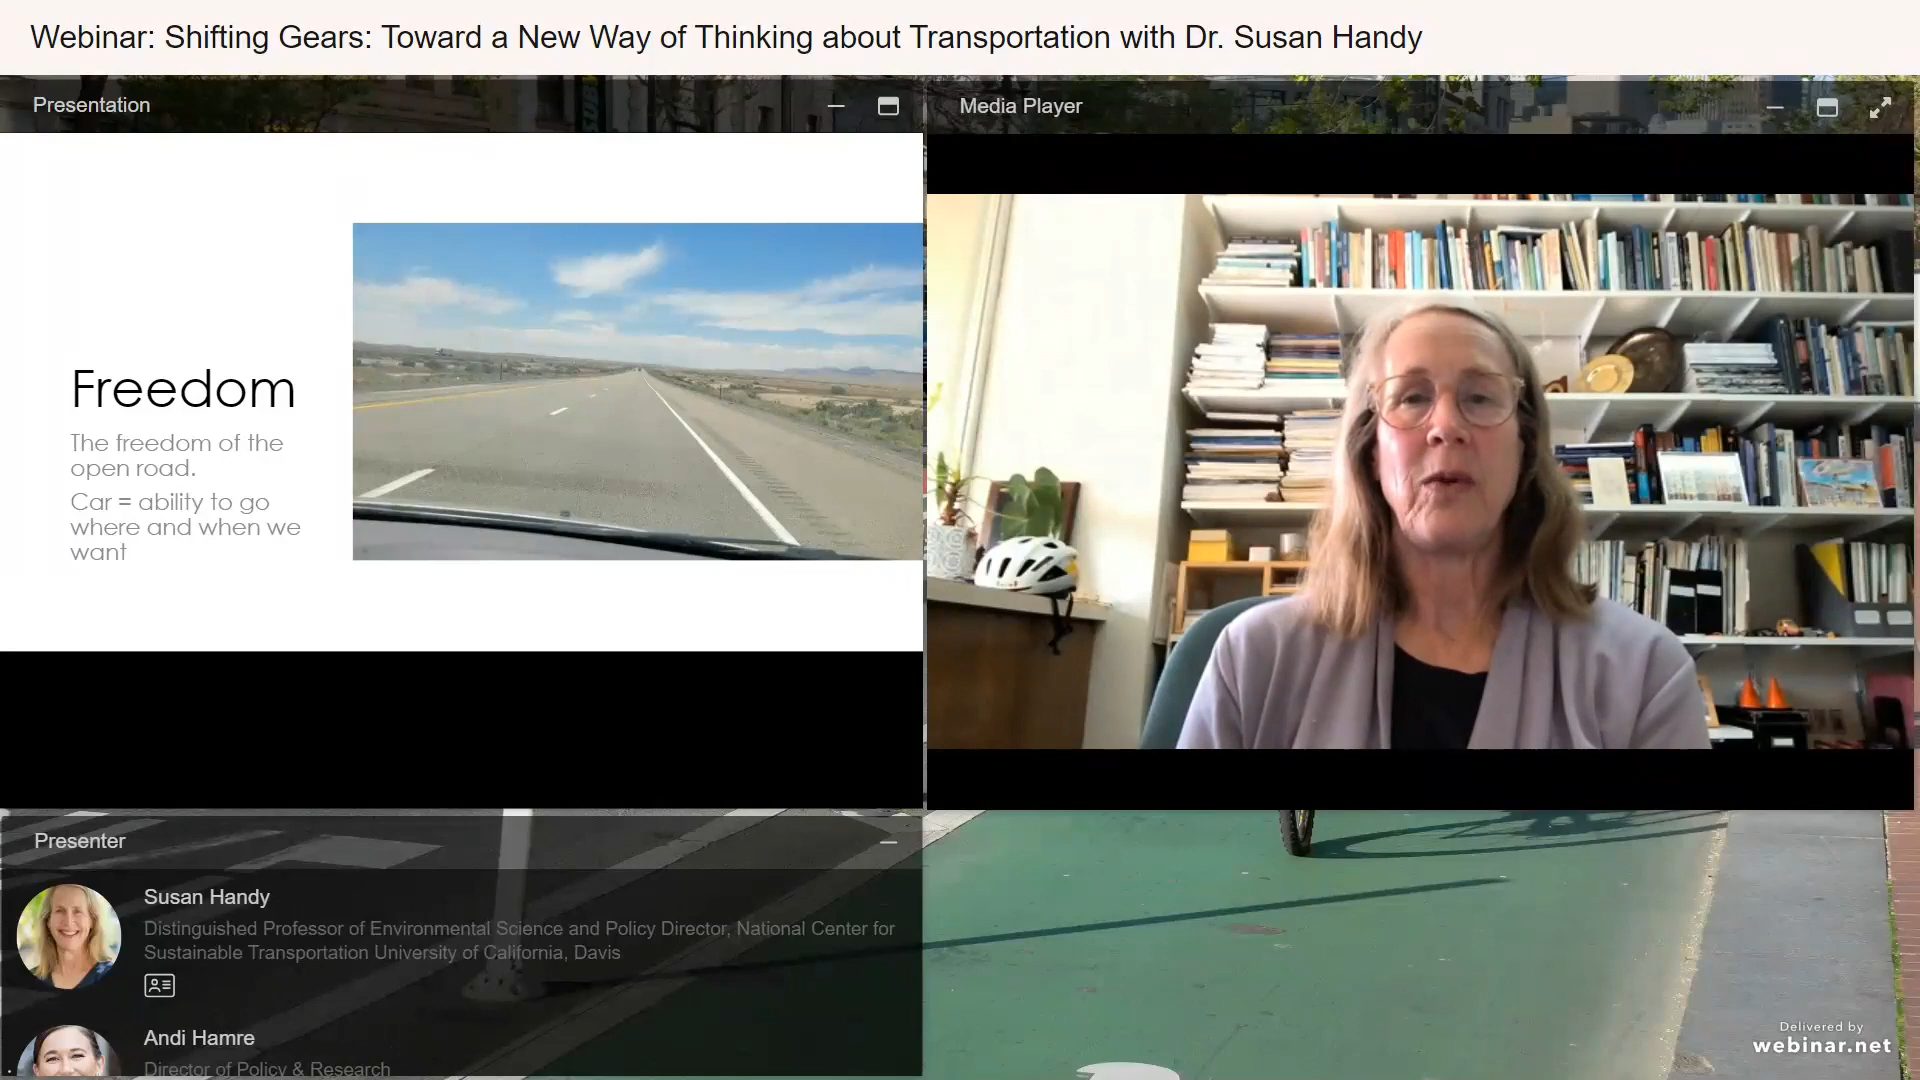 Webinar: Shifting Gears: Toward a New Way of Thinking about Transportation with Dr. Susan Handy
Presentation
Media Player
Freedom
The freedom of the
open road.
Car = ability to go
where and when we
want
Presenter
Susan Handy
Distinguished Professor of Environmental Science and Policy Director, National Center for
Sustainable Transportation University of California, Davis
Andi Hamre
Director of Policy & Research
Delivered by
webinar.net